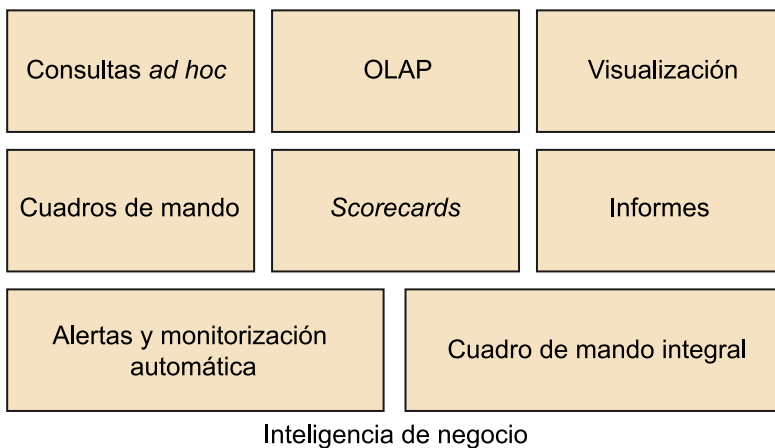 Consultas ad hoc
OLAP
Visualización
Cuadros de mando
Scorecards
Informes
Alertas y monitorización
automática
Cuadro de mando integral
Inteligencia de negocio